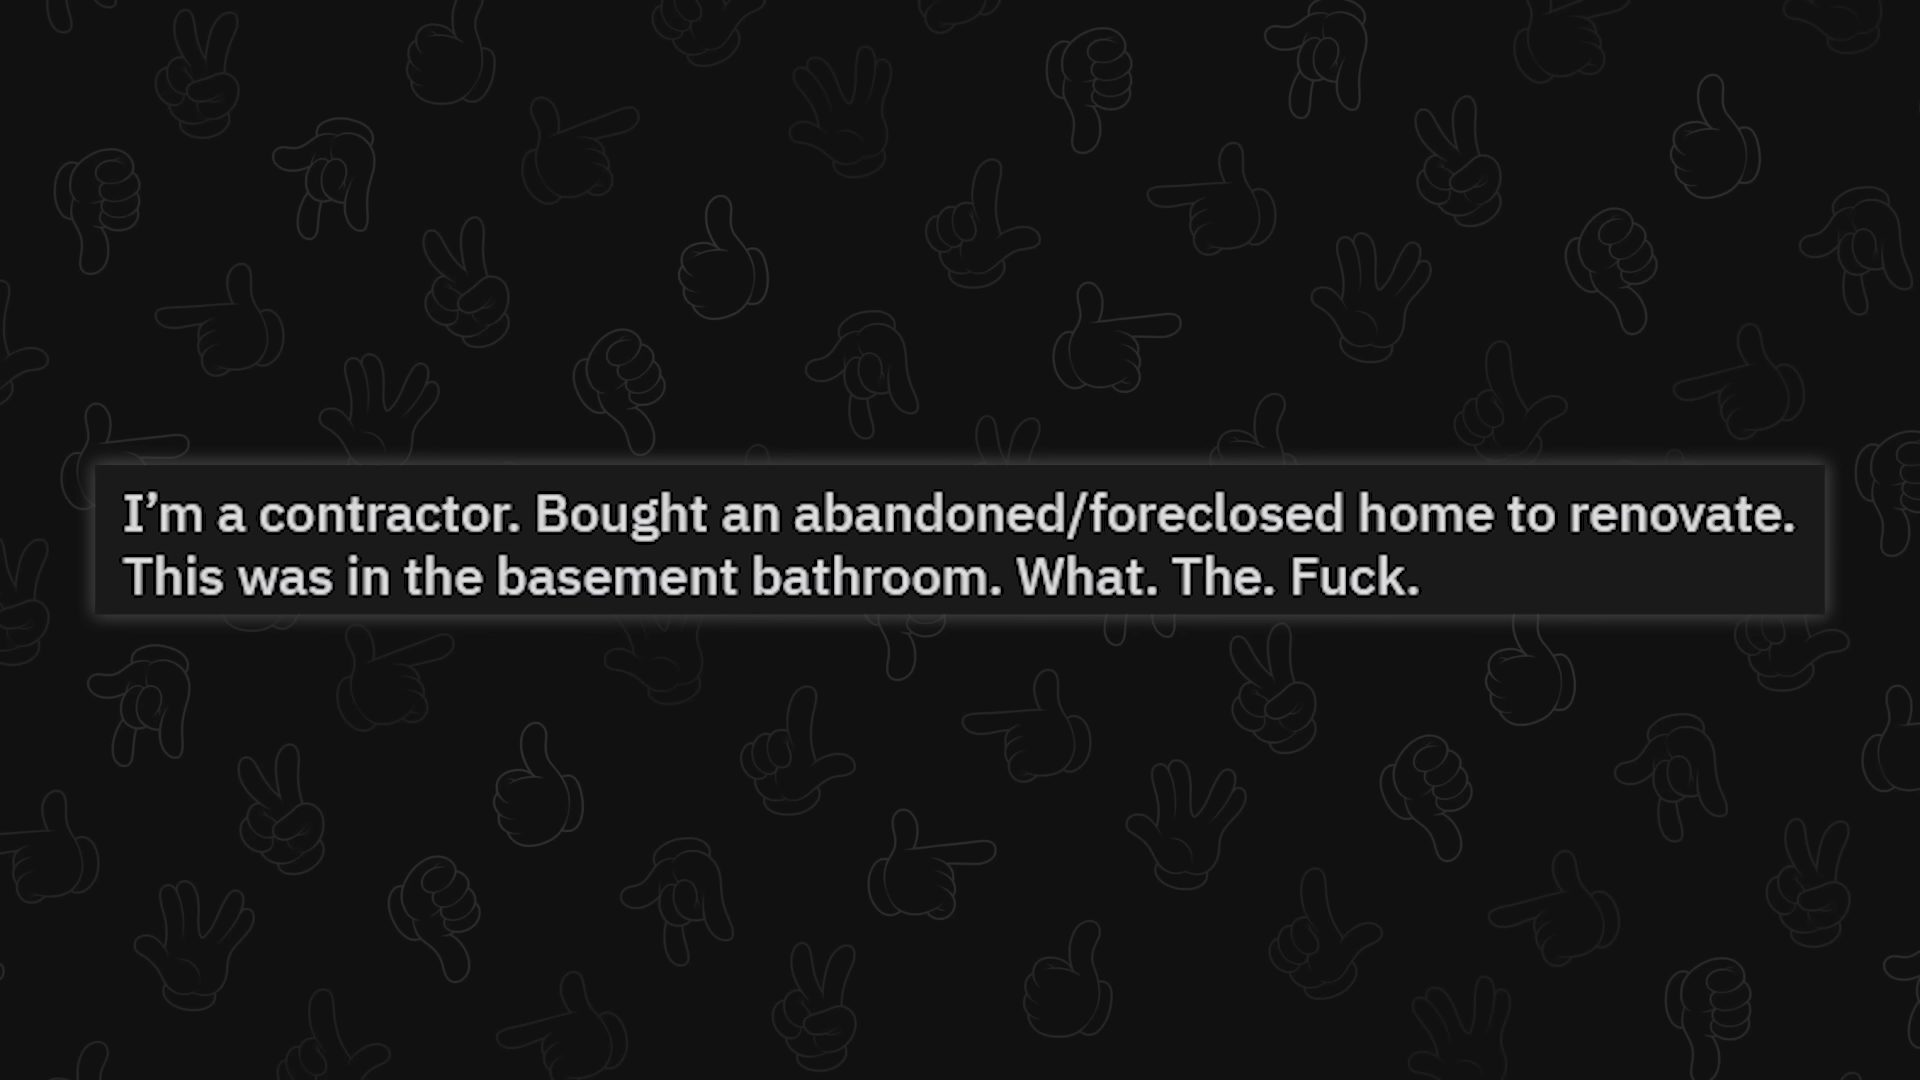 I’m a contractor. Bought an abandoned/foreclosed home to renovate.
This was in the basement bathroom. What. The. Fuck.